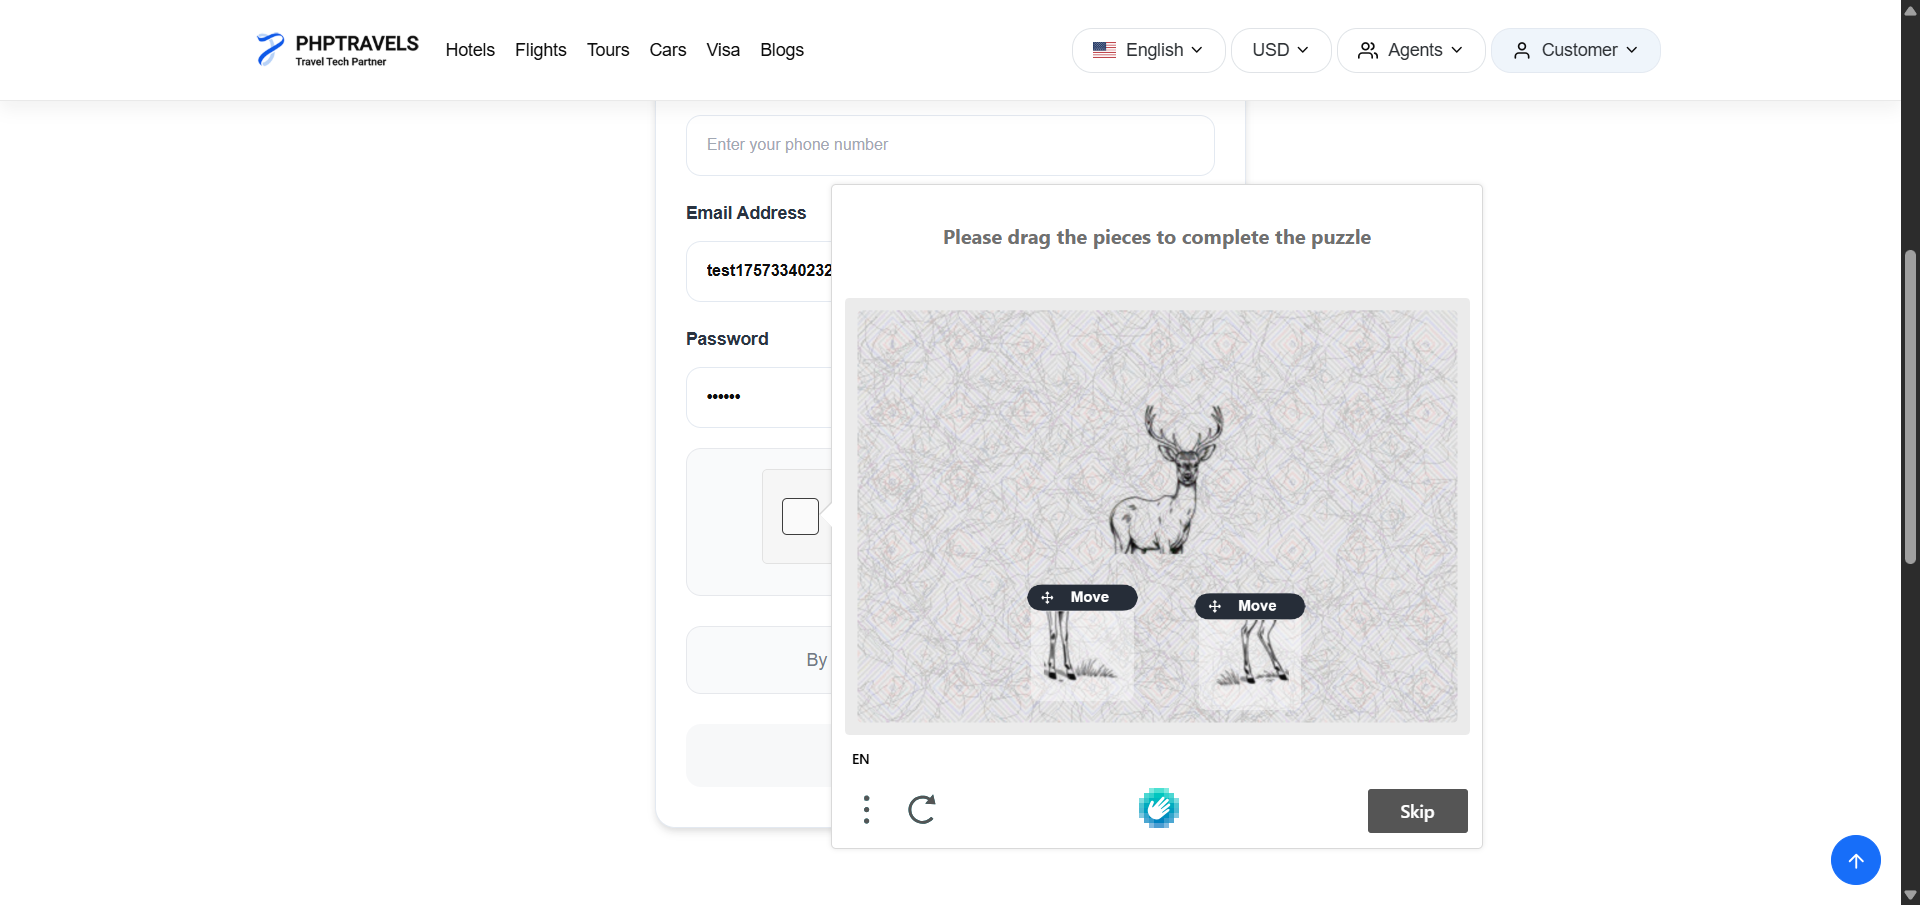 PHPTRAVELS
Travel Tech Partner
Hotels Flights Tours Cars Visa Blogs
English USD Agents Customer
Enter your phone number
Email Address
test17573340232
Password
••••••
Please drag the pieces to complete the puzzle
Move
Move
By
EN
Skip